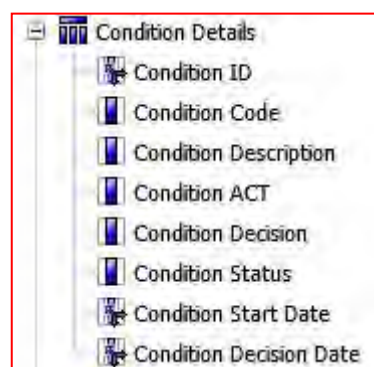 Condition Details
Condition ID
Condition Code
Condition Description
Condition ACT
Condition Decision
Condition Status
Condition Start Date
Condition Decision Date